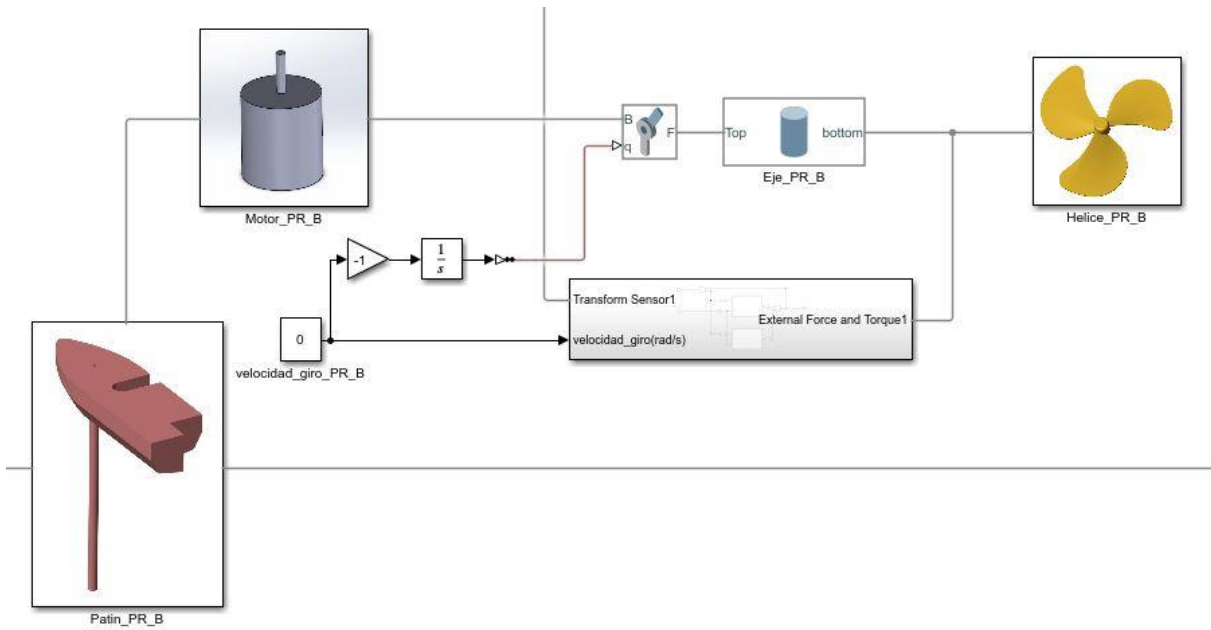 Motor_PR_B
B
q
F
Top
bottom
Eje_PR_B
Helice_PR_B
-1
1
s
0
velocidad_giro_PR_B
Transform Sensor1
External Force and Torque1
velocidad_giro(rad/s)
Patin_PR_B